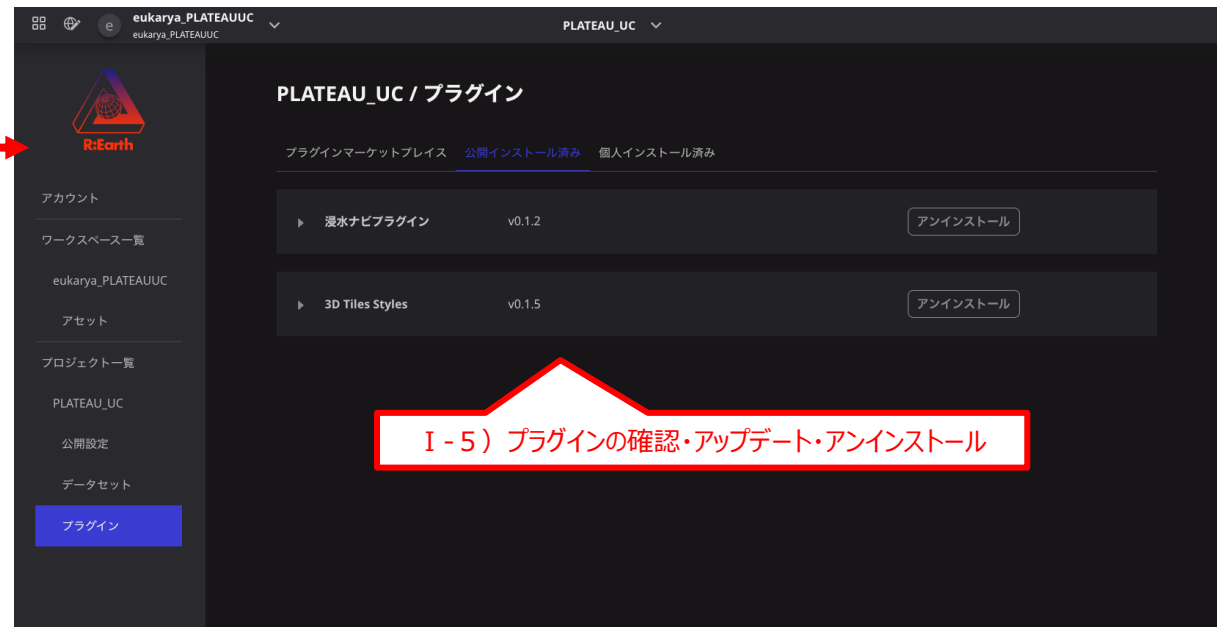 e
eukarya_PLATEAUUC
eukarya_PLATEAUUC
PLATEAU_UC
R:Earth
アカウント
ワークスペース一覧
eukarya_PLATEAUUC
アセット
プロジェクト一覧
PLATEAU_UC
公開設定
データセット
プラグイン
PLATEAU_UC / プラグイン
プラグインマーケットプレイス 公開インストール済み 個人インストール済み
浸水ナビプラグイン v0.1.2 アンインストール
3D Tiles Styles v0.1.5 アンインストール
Ⅰ-5）プラグインの確認・アップデート・アンインストール